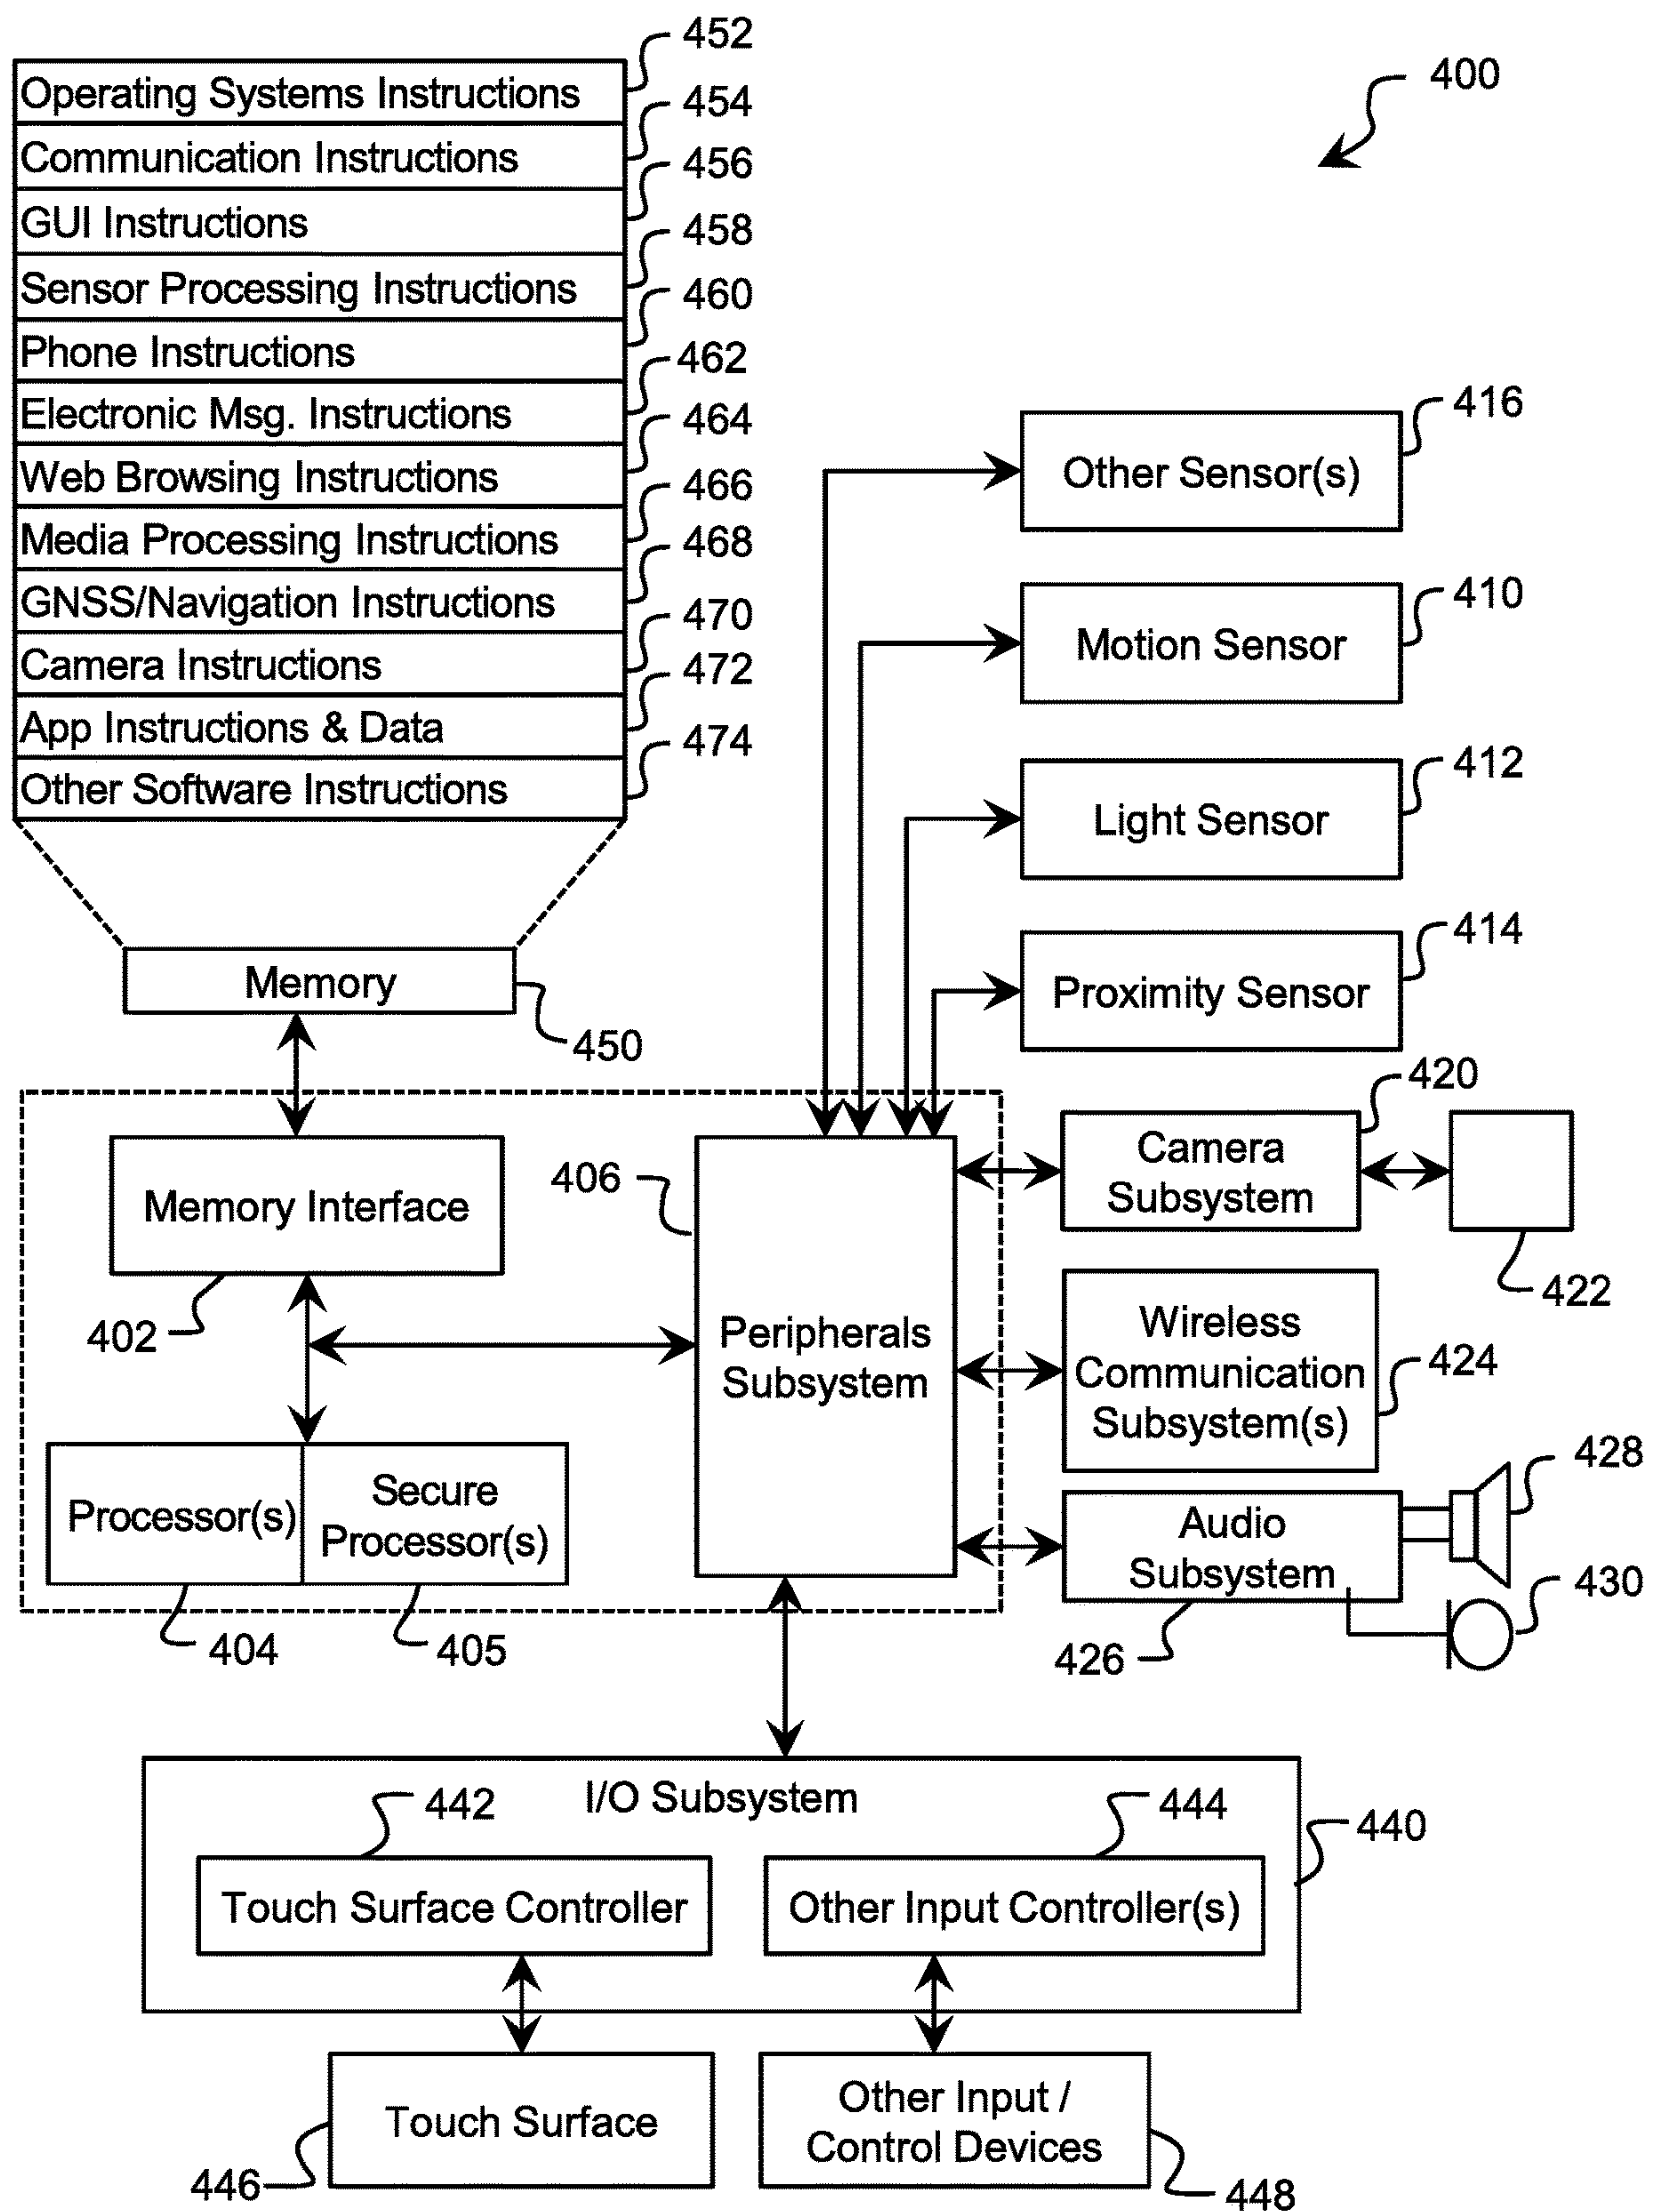 452
400
Operating Systems Instructions
454
Communication Instructions
456
GUI Instructions
458
Sensor Processing Instructions
460
Phone Instructions
462
Electronic Msg. Instructions
464
Web Browsing Instructions
466
Media Processing Instructions
468
GNSS/Navigation Instructions
470
Camera Instructions
472
App Instructions & Data
474
Other Software Instructions
Memory
450
416
Other Sensor(s)
410
Motion Sensor
412
Light Sensor
414
Proximity Sensor
Memory Interface
402
406
Peripherals
Subsystem
Processor(s)
404
Secure
Processor(s)
405
420
Camera
Subsystem
422
Wireless
Communication
Subsystem(s)
424
Audio
Subsystem
426
428
430
I/O Subsystem
440
442
Touch Surface Controller
444
Other Input Controller(s)
Touch Surface
446
Other Input /
Control Devices
448